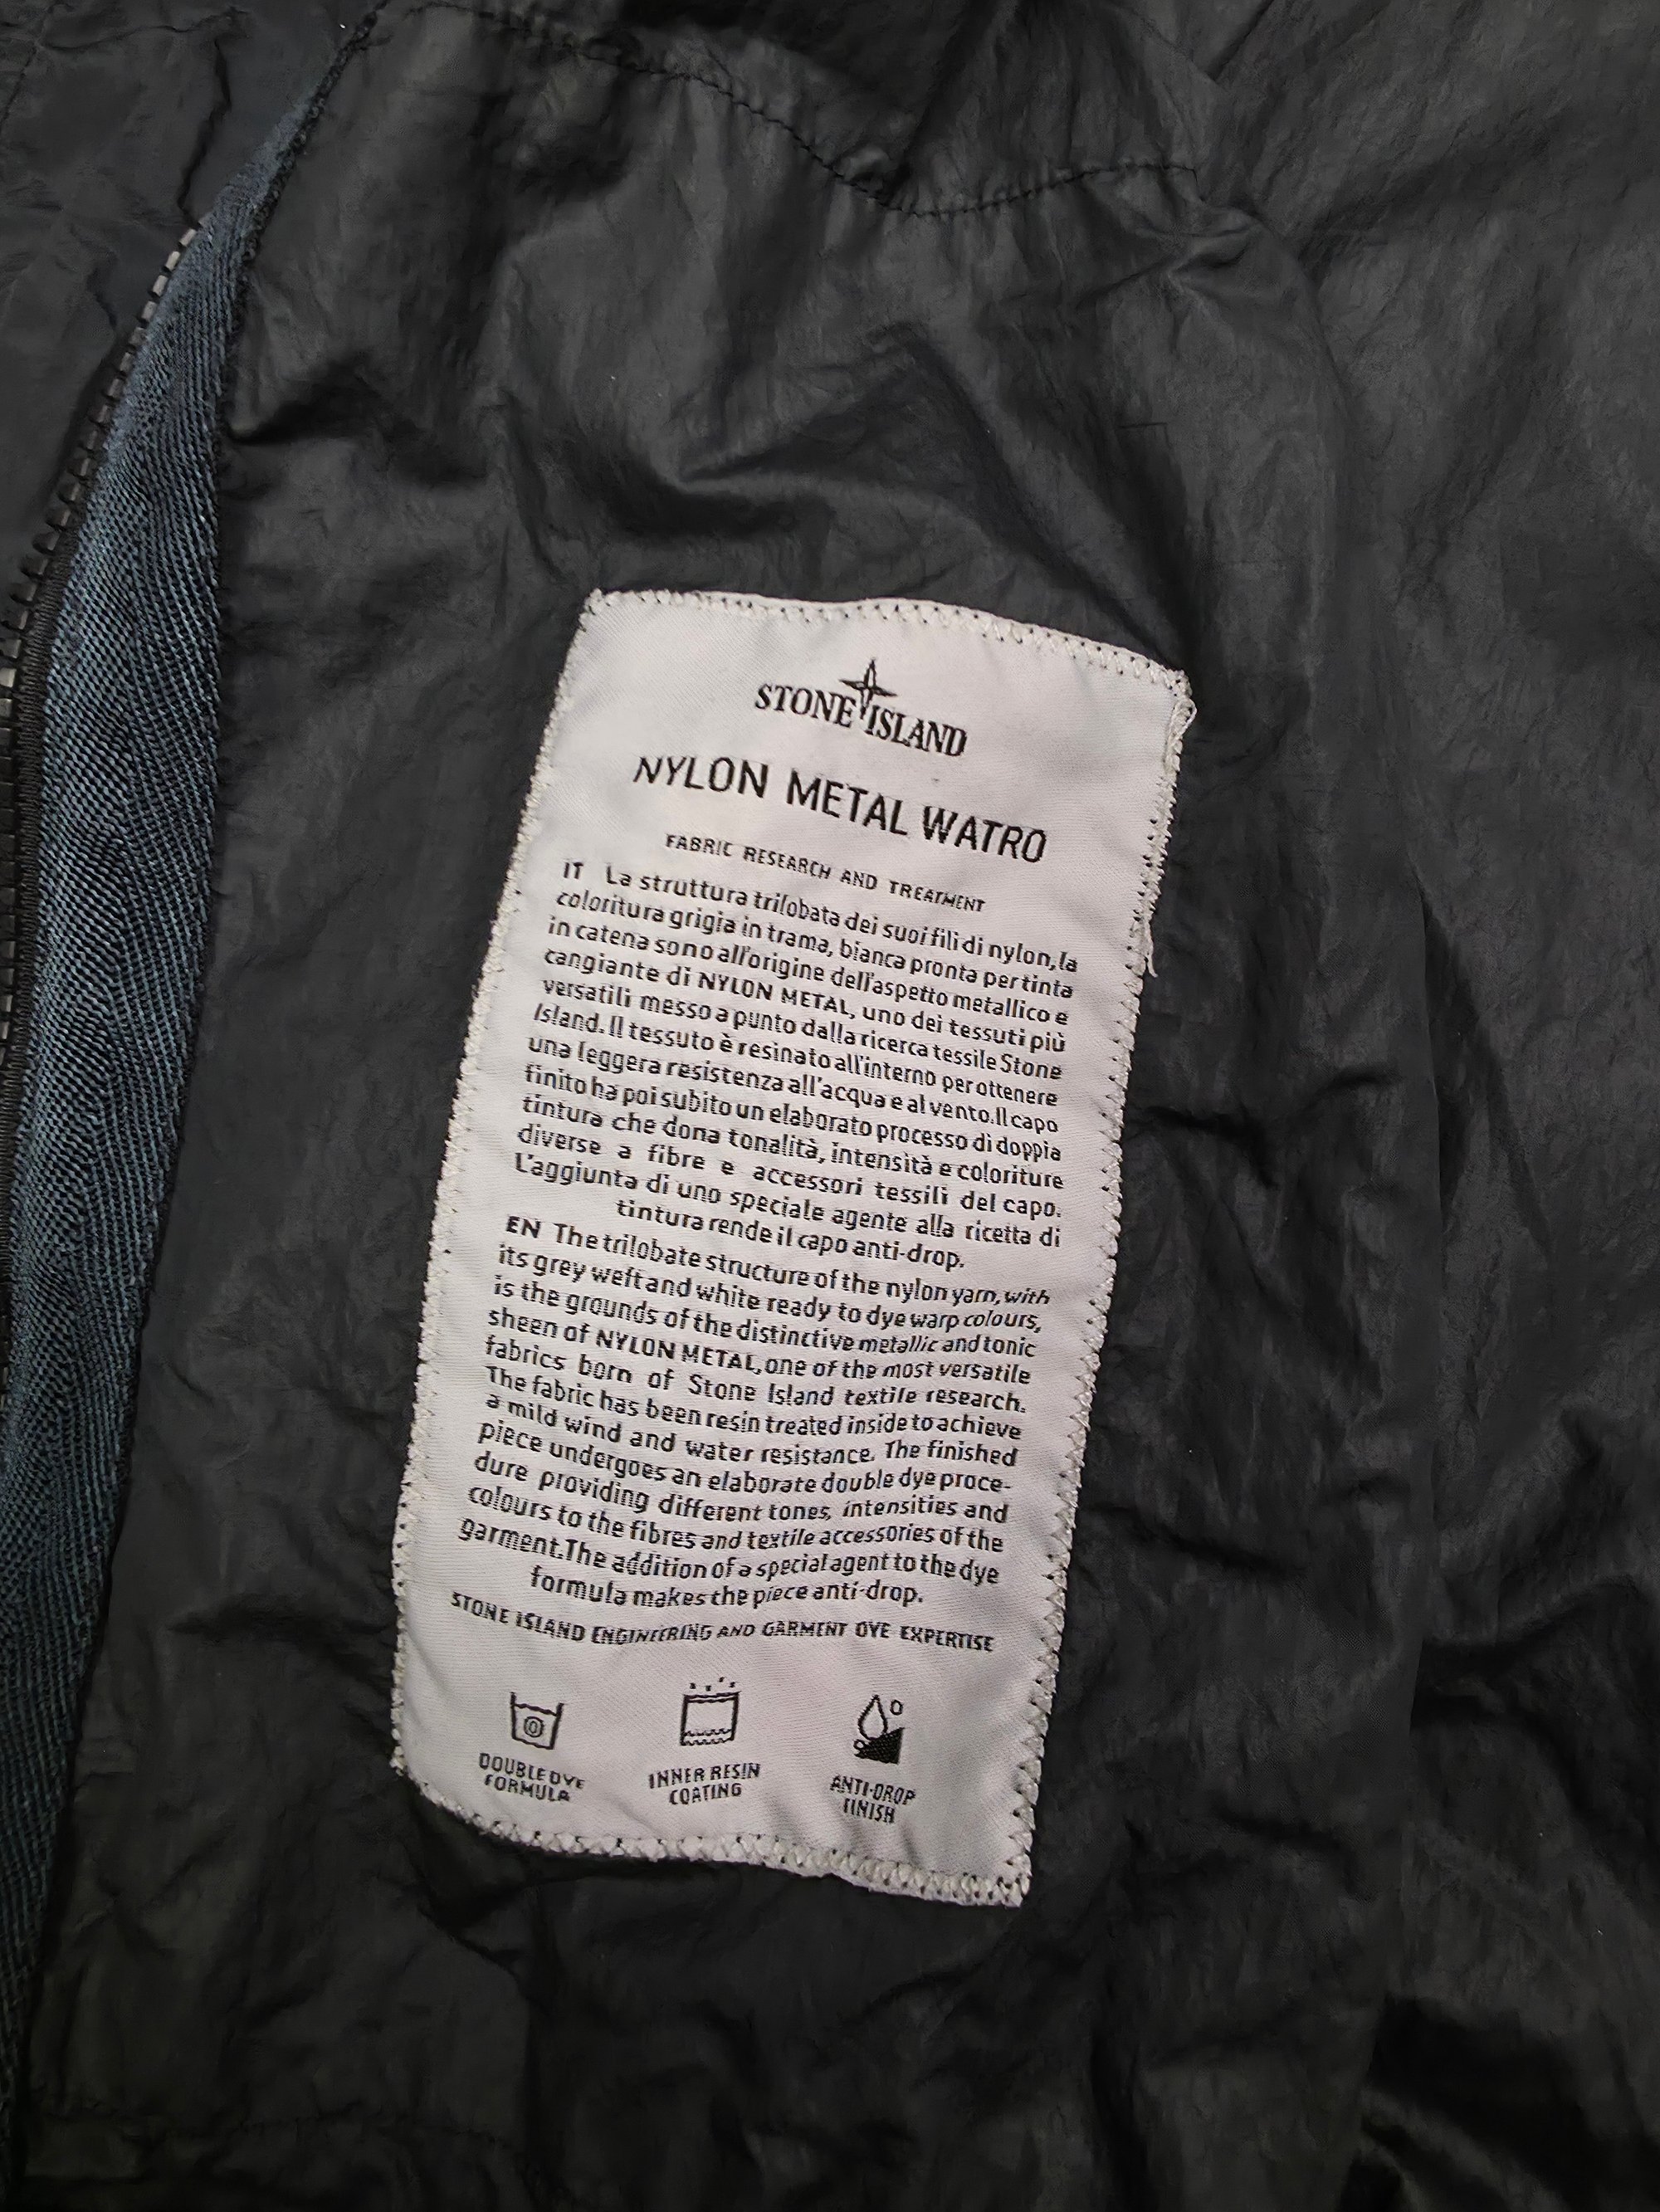 STONE ISLAND
NYLON METAL WATRO
FABRIC RESEARCH AND TREATMENT
IT La struttura trilobata dei suoi fili di nylon, la
coloritura grigia in trama, bianca pronta per tinta
in catena sono all'origine dell'aspetto metallico e
cangiante di NYLON METAL, uno dei tessuti più
versatili messo a punto dalla ricerca tessile Stone
Island. Il tessuto è resinato all'interno per ottenere
una leggera resistenza all'acqua e al vento. Il capo
finito ha poi subito un elaborato processo di doppia
tintura che dona tonalità, intensità e coloriture
diverse a fibre e accessori tessili del capo.
L'aggiunta di uno speciale agente alla ricetta di
tintura rende il capo anti-drop.
EN The trilobate structure of the nylon yarn, with
its grey weft and white ready to dye warp colours,
is the grounds of the distinctive metallic and tonic
sheen of NYLON METAL, one of the most versatile
fabrics born of Stone Island textile research.
The fabric has been resin treated inside to achieve
a mild wind and water resistance. The finished
piece undergoes an elaborate double dye proce-
dure providing different tones, intensities and
colours to the fibres and textile accessories of the
garment. The addition of a special agent to the dye
formula makes the piece anti-drop.
STONE ISLAND ENGINEERING AND GARMENT DYE EXPERTISE
DOUBLE DYE
FORMULA
INNER RESIN
COATING
ANTI-DROP
FINISH